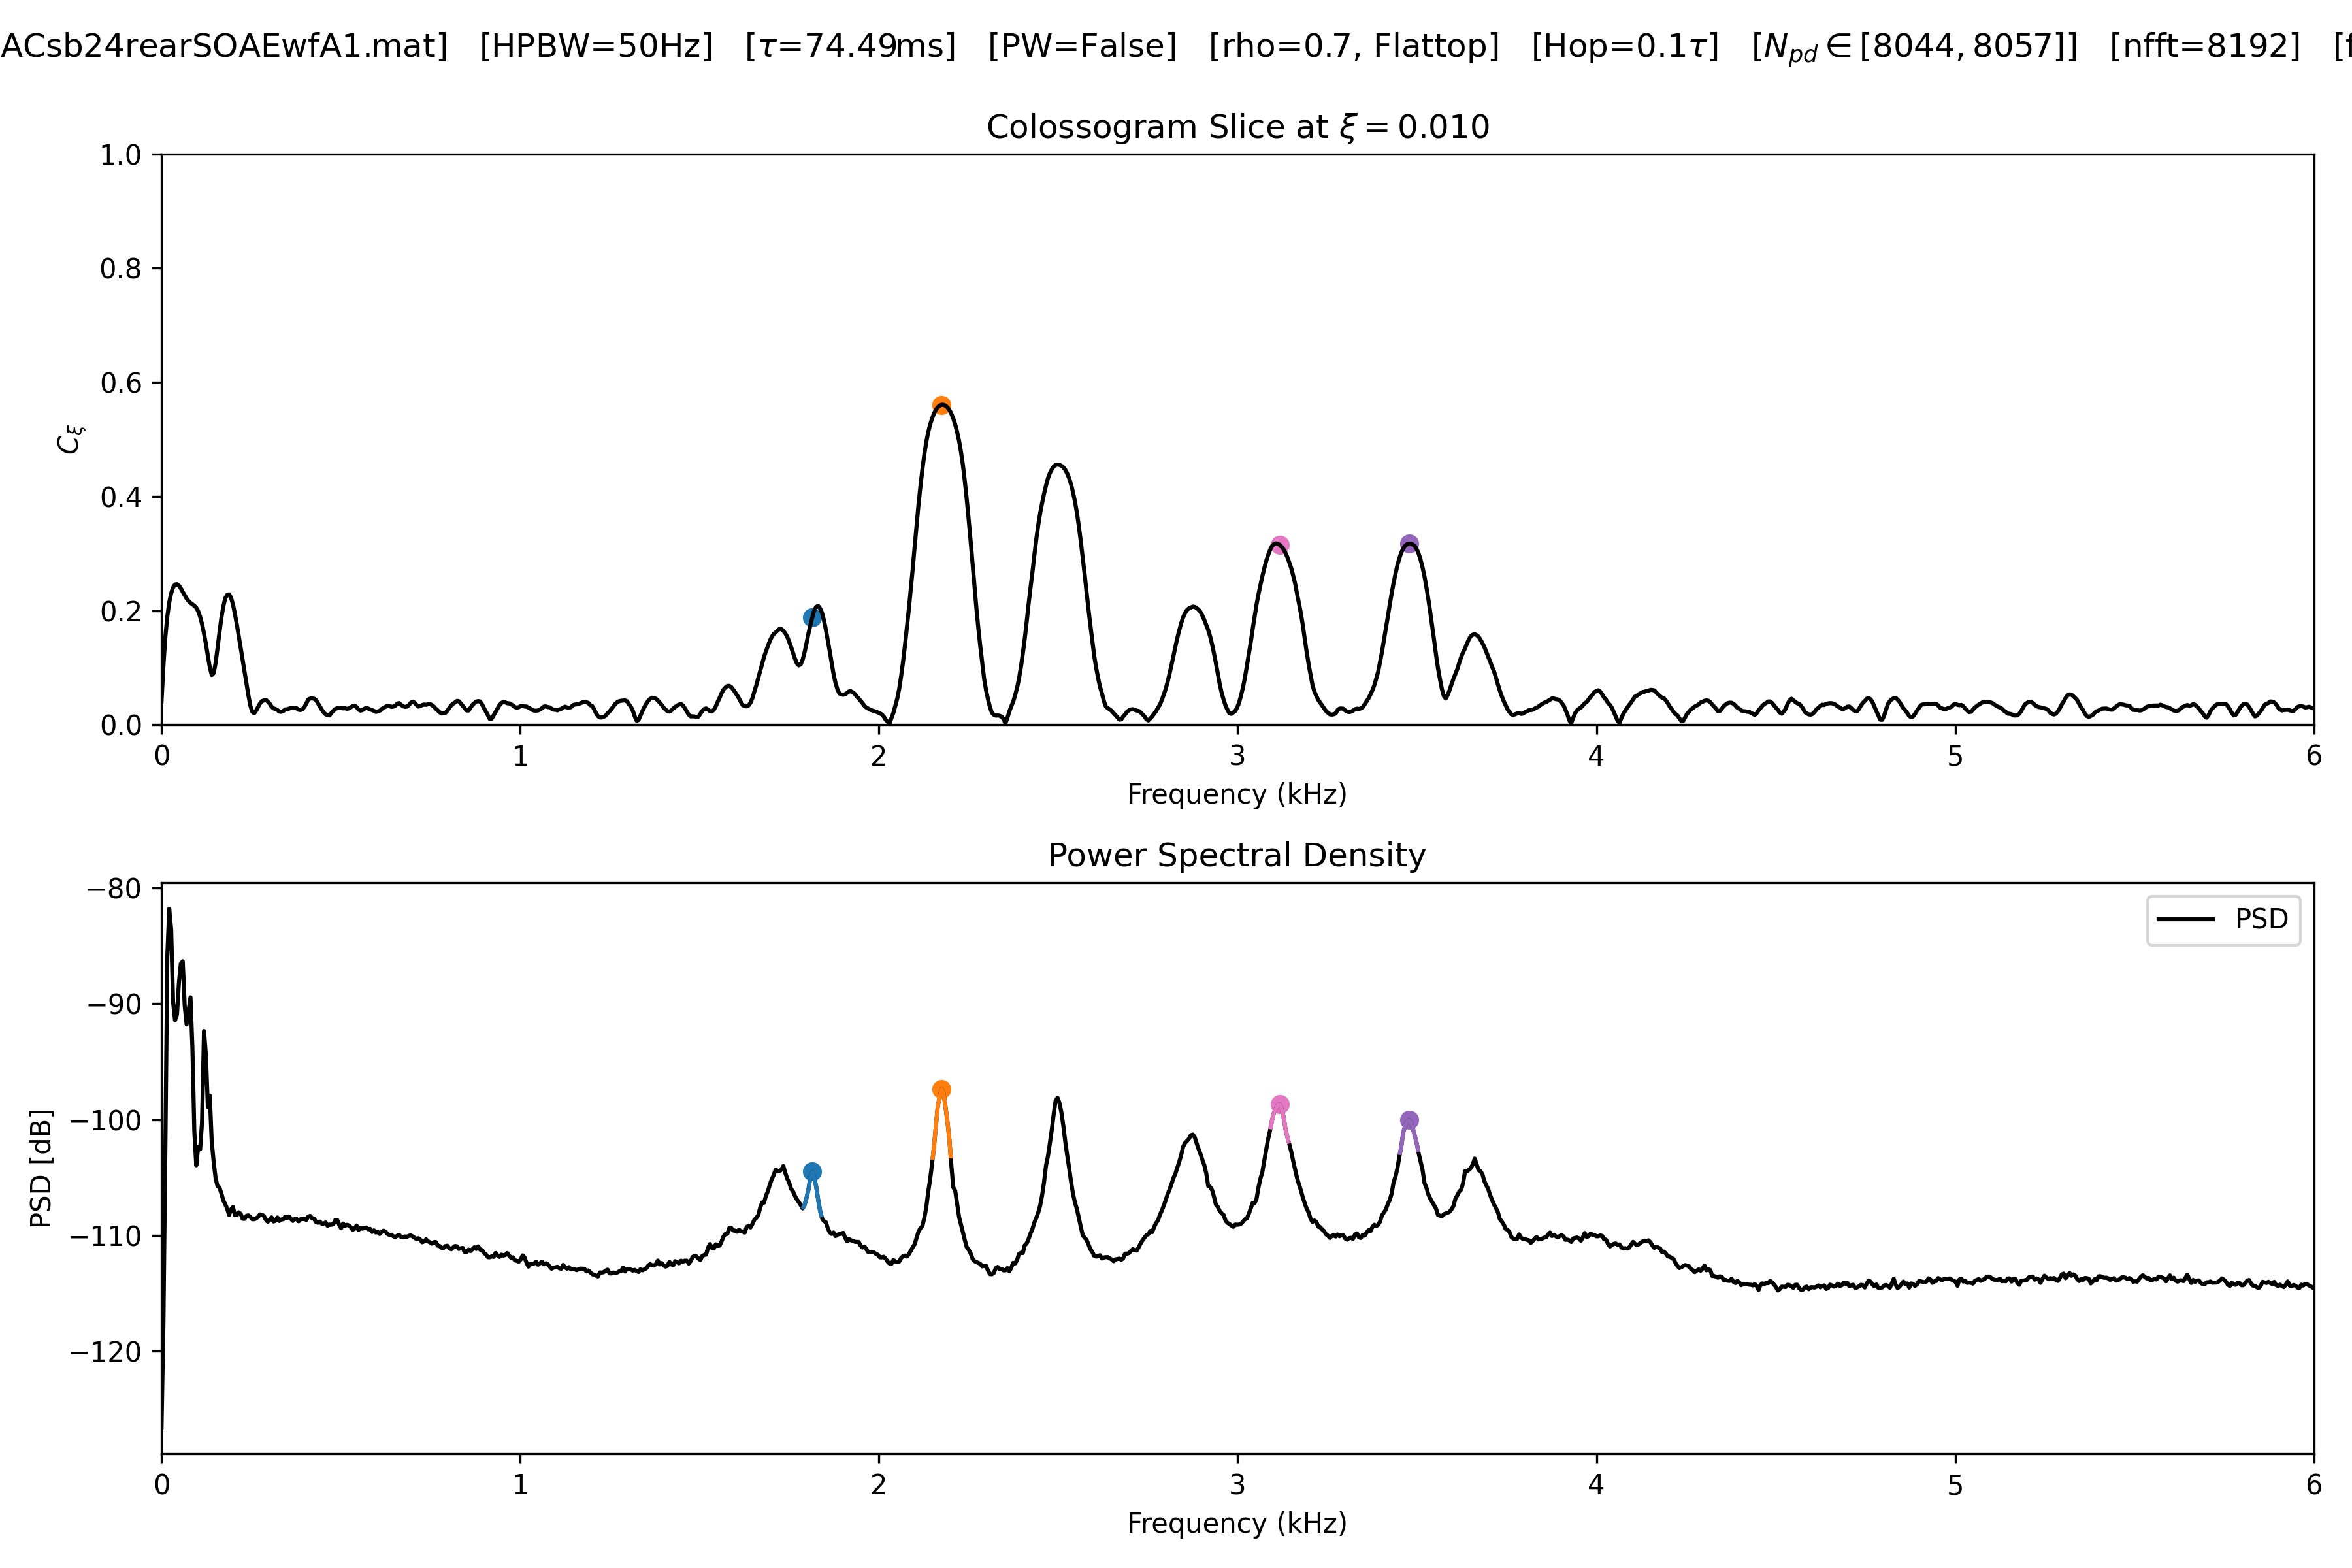 ACsb24rearSOAEwfA1.mat] [HPBW=50Hz] [τ=74.49ms] [PW=False] [rho=0.7, Flattop] [Hop=0.1τ] [N_pd ∈ [8044, 8057]] [nfft=8192]
Colossogram Slice at ξ = 0.010
1.0
0.8
0.6
0.4
0.2
0.0
C_ξ
0 1 2 3 4 5 6
Frequency (kHz)
Power Spectral Density
PSD
−80
−90
−100
−110
−120
PSD [dB]
0 1 2 3 4 5 6
Frequency (kHz)